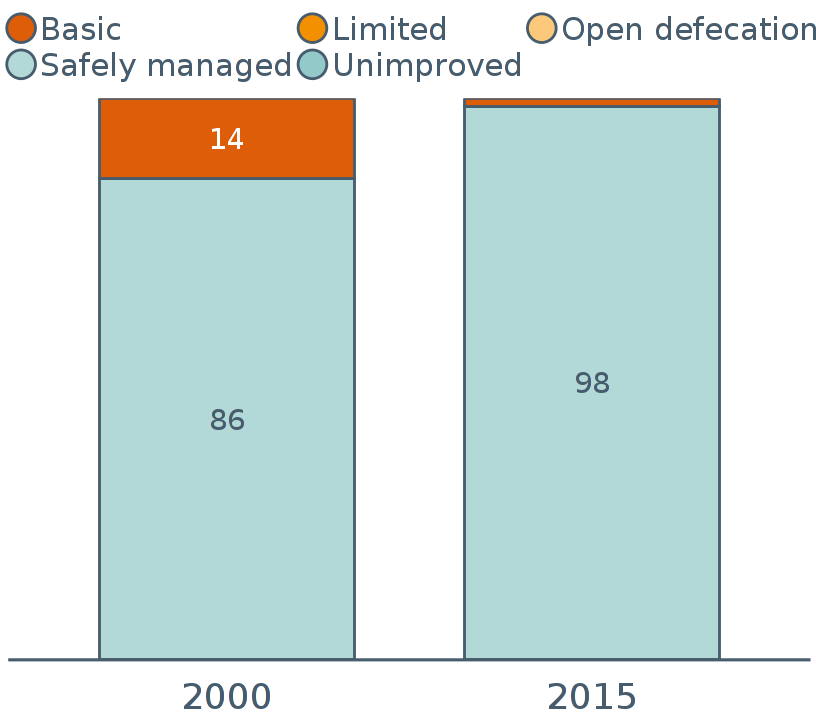 Basic Limited Open defecation
Safely managed Unimproved
14
98
86
2000 2015